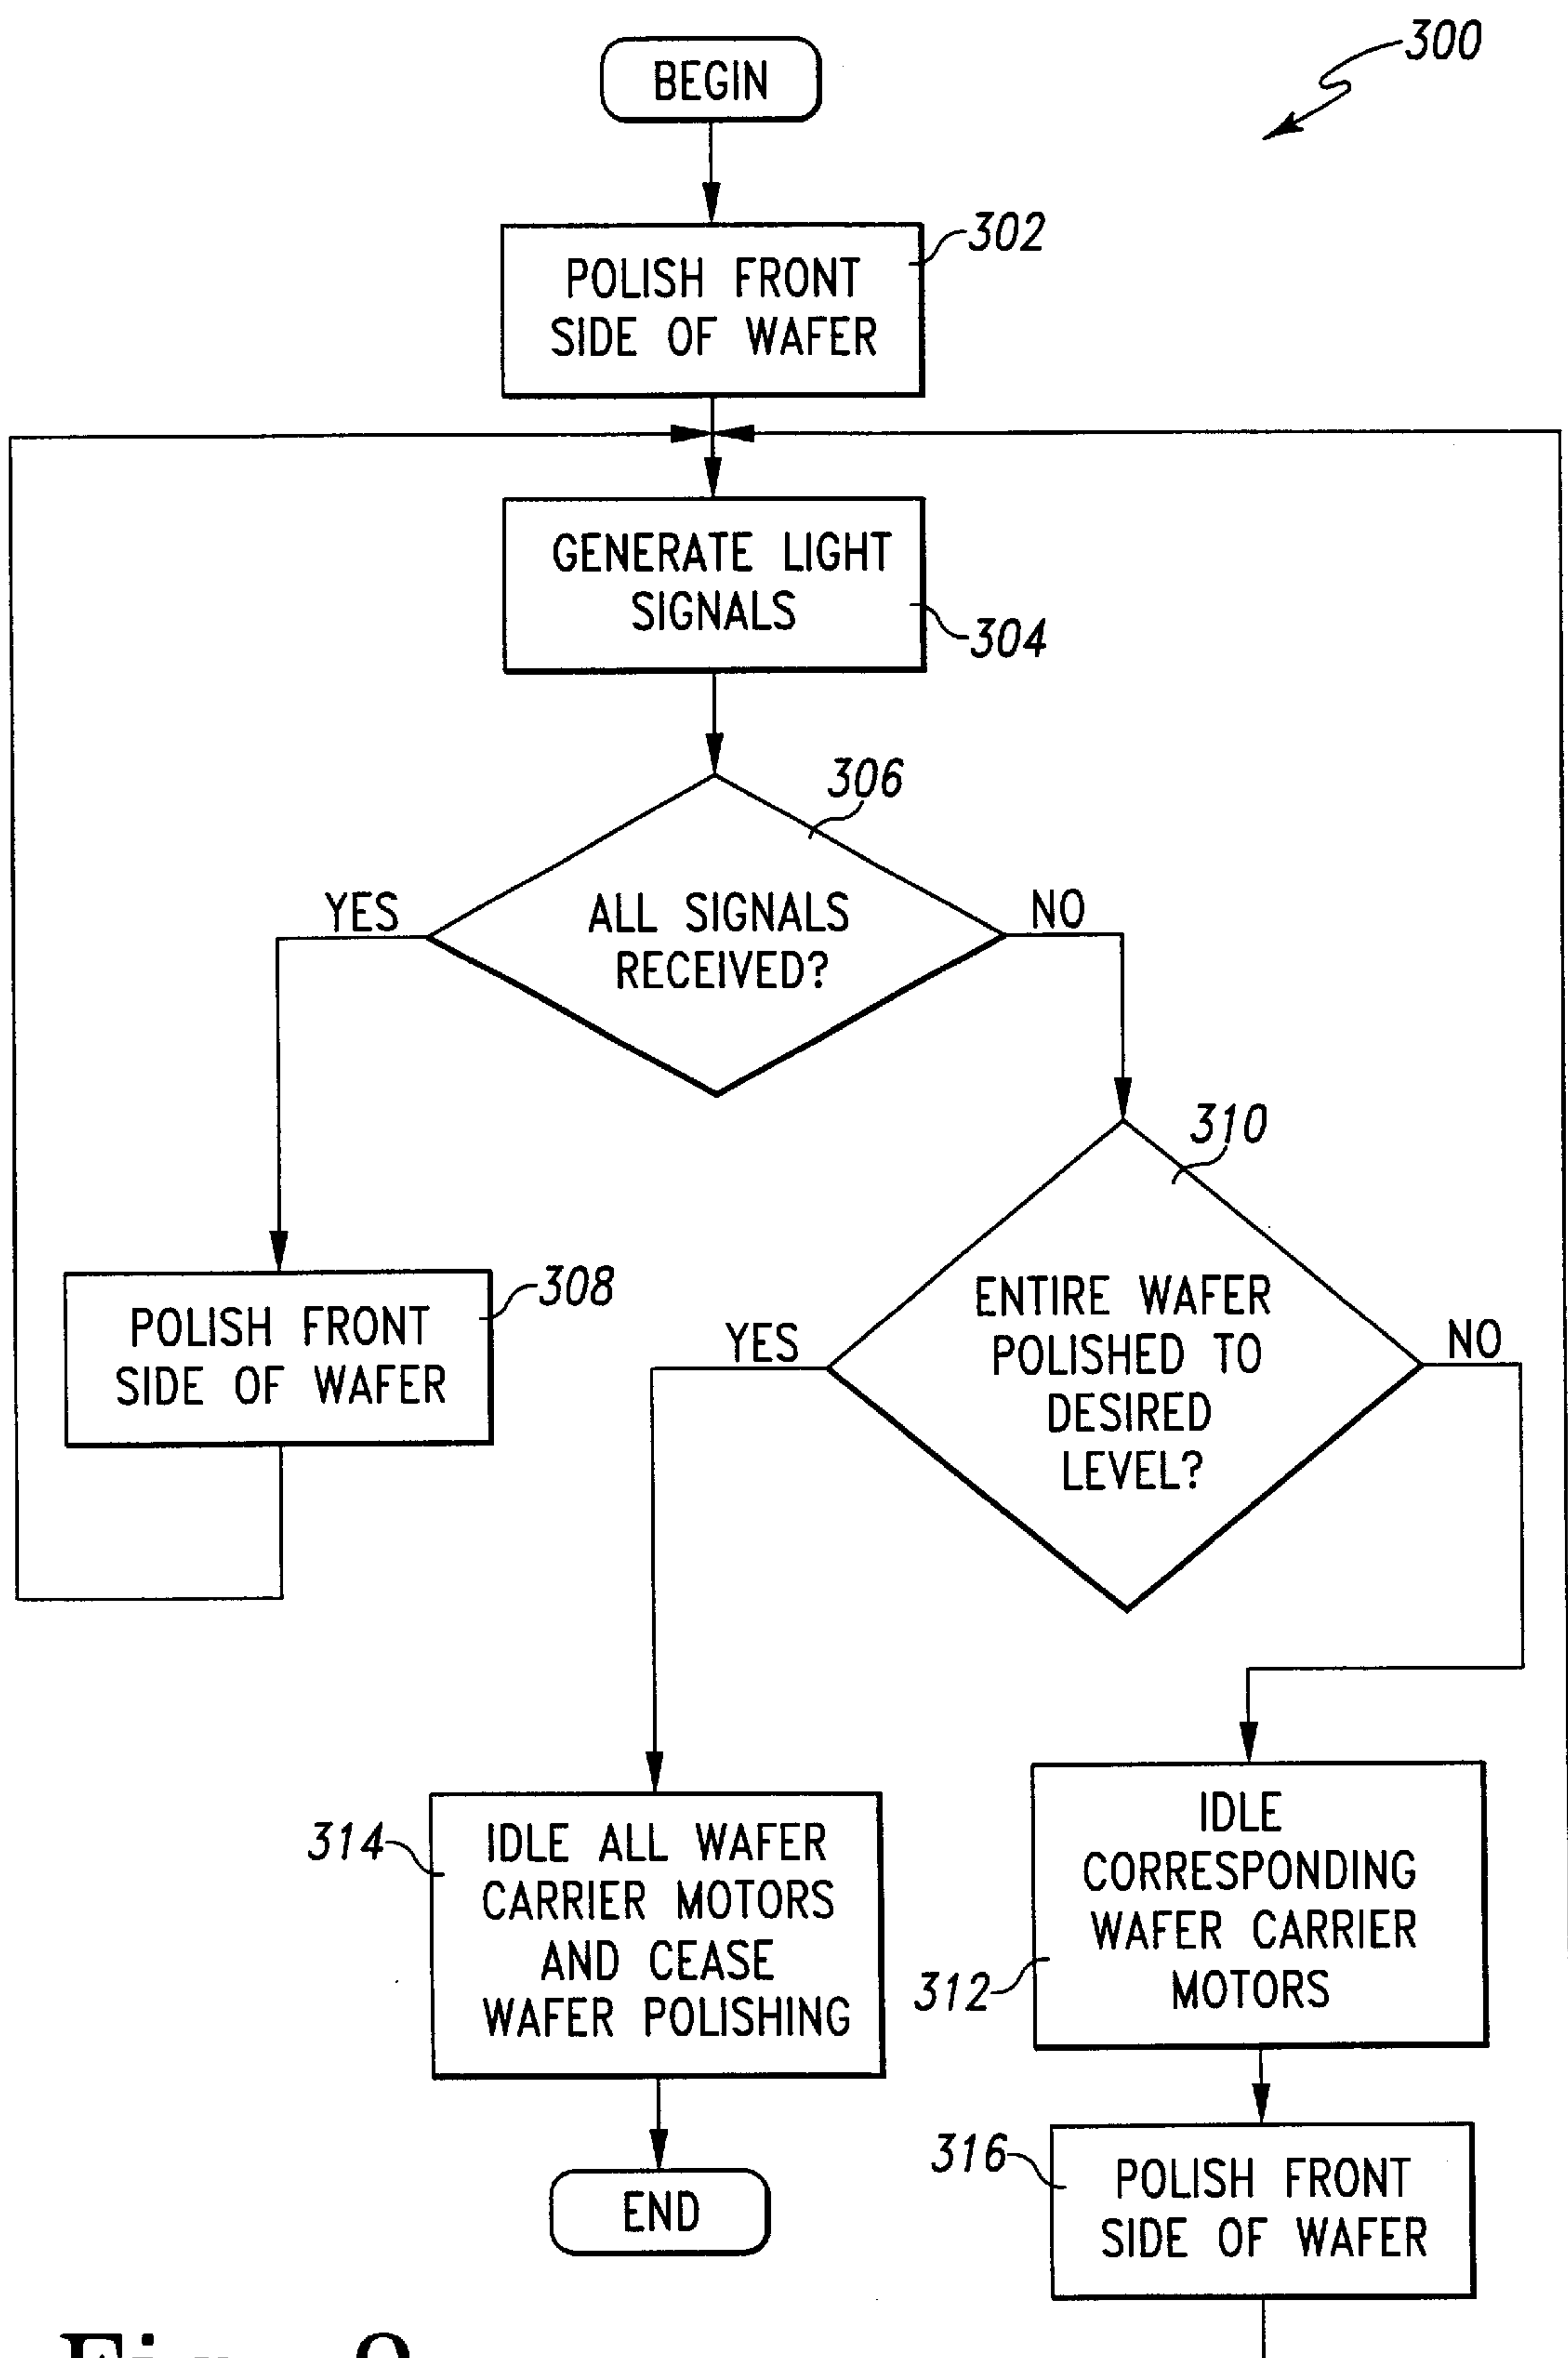 300
BEGIN
302
POLISH FRONT
SIDE OF WAFER
GENERATE LIGHT
SIGNALS
304
306
YES
ALL SIGNALS
RECEIVED?
NO
310
308
POLISH FRONT
SIDE OF WAFER
YES
ENTIRE WAFER
POLISHED TO
DESIRED
LEVEL?
NO
314
IDLE ALL WAFER
CARRIER MOTORS
AND CEASE
WAFER POLISHING
312
IDLE
CORRESPONDING
WAFER CARRIER
MOTORS
END
316
POLISH FRONT
SIDE OF WAFER